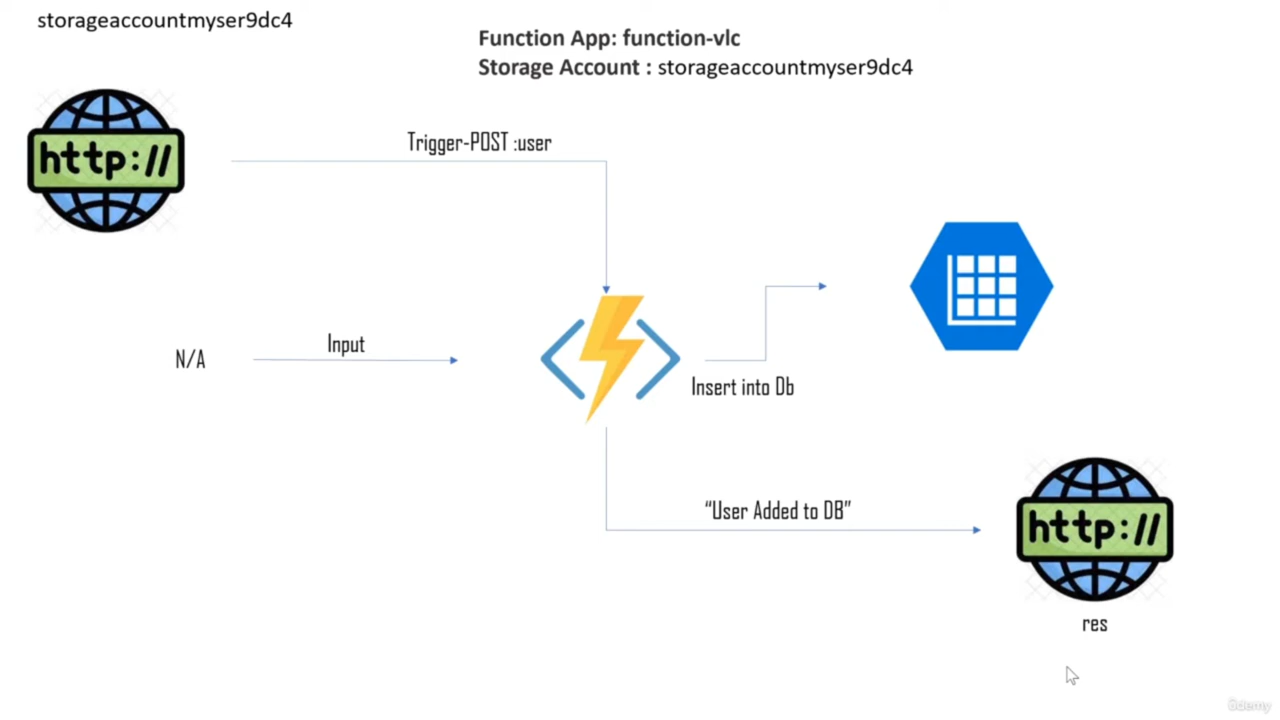 storageaccountmyser9dc4
Function App: function-vlc
Storage Account : storageaccountmyser9dc4
http://
Trigger-POST :user
N/A
Input
Insert into Db
“User Added to DB”
http://
res
ûdemy